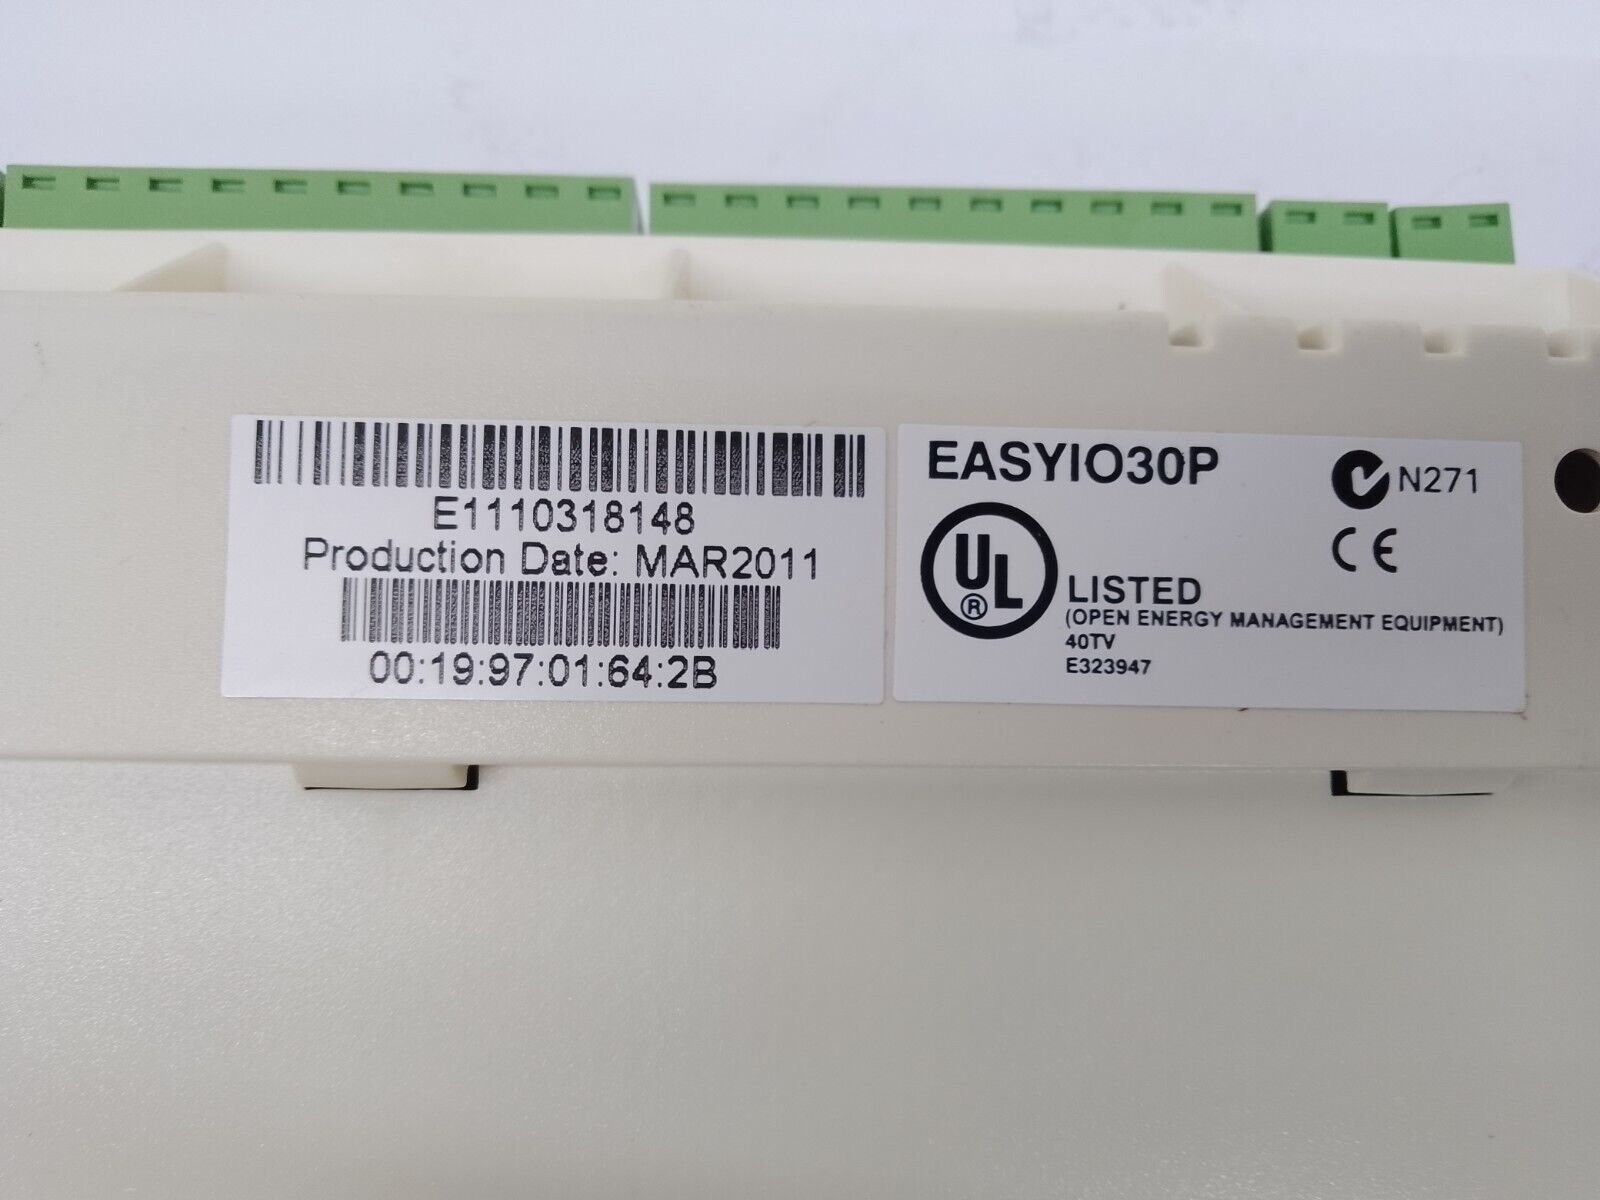 E1110318148
Production Date: MAR2011
00:19:97:01:64:2B
EASYIO30P
N271
CE
UL
®
LISTED
(OPEN ENERGY MANAGEMENT EQUIPMENT)
40TV
E323947